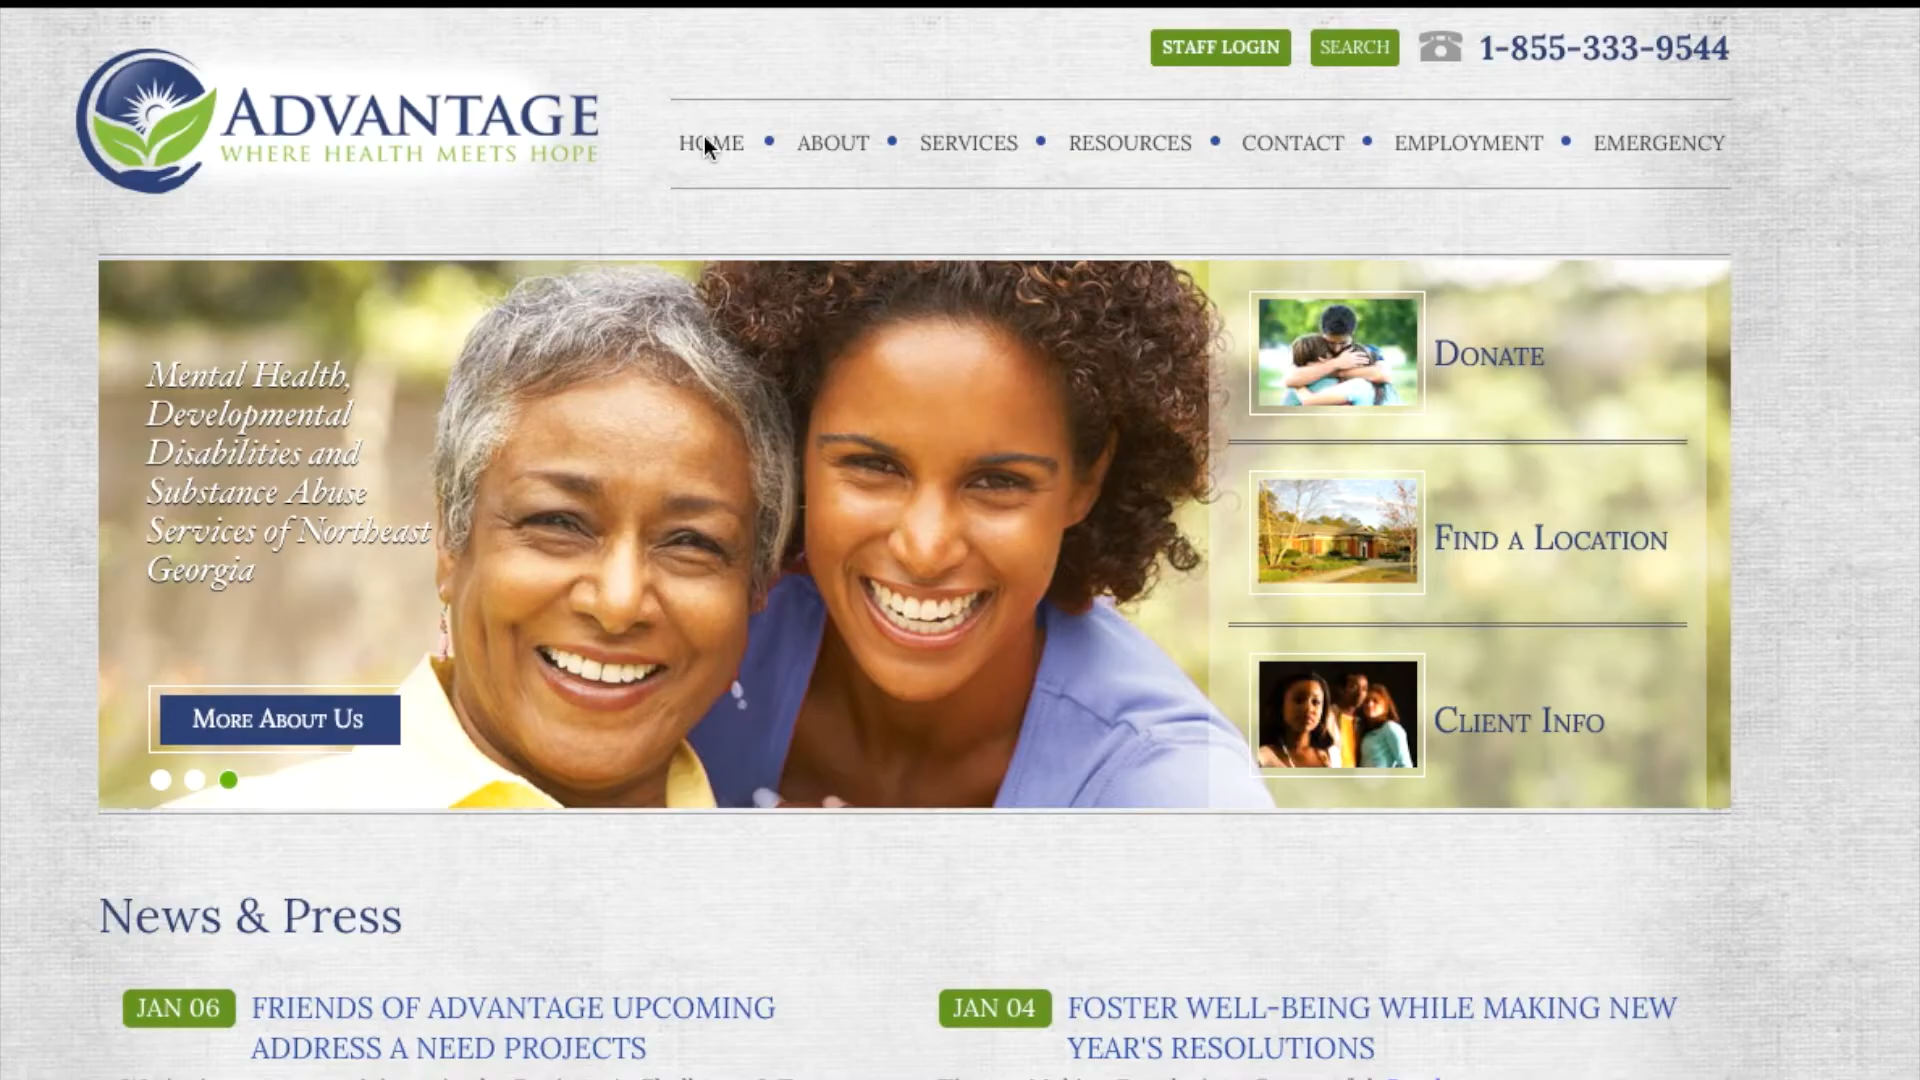 STAFF LOGIN
SEARCH
1-855-333-9544
ADVANTAGE
WHERE HEALTH MEETS HOPE
HOME • ABOUT • SERVICES • RESOURCES • CONTACT • EMPLOYMENT • EMERGENCY
Mental Health,
Developmental
Disabilities and
Substance Abuse
Services of Northeast
Georgia
More About Us
Donate
Find a Location
Client Info
News & Press
JAN 06
FRIENDS OF ADVANTAGE UPCOMING
ADDRESS A NEED PROJECTS
JAN 04
FOSTER WELL-BEING WHILE MAKING NEW
YEAR'S RESOLUTIONS